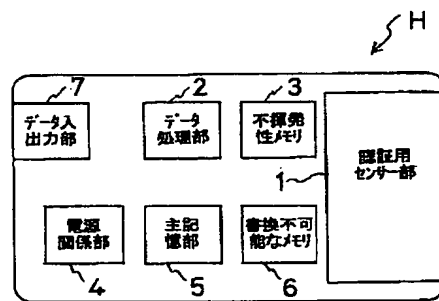 H
7
2
3
データ入
出力部
データ
処理部
不揮発
性メモリ
1
認証用
センサー部
電源
関係部
主記
憶部
書換不可
能なメモリ
4
5
6